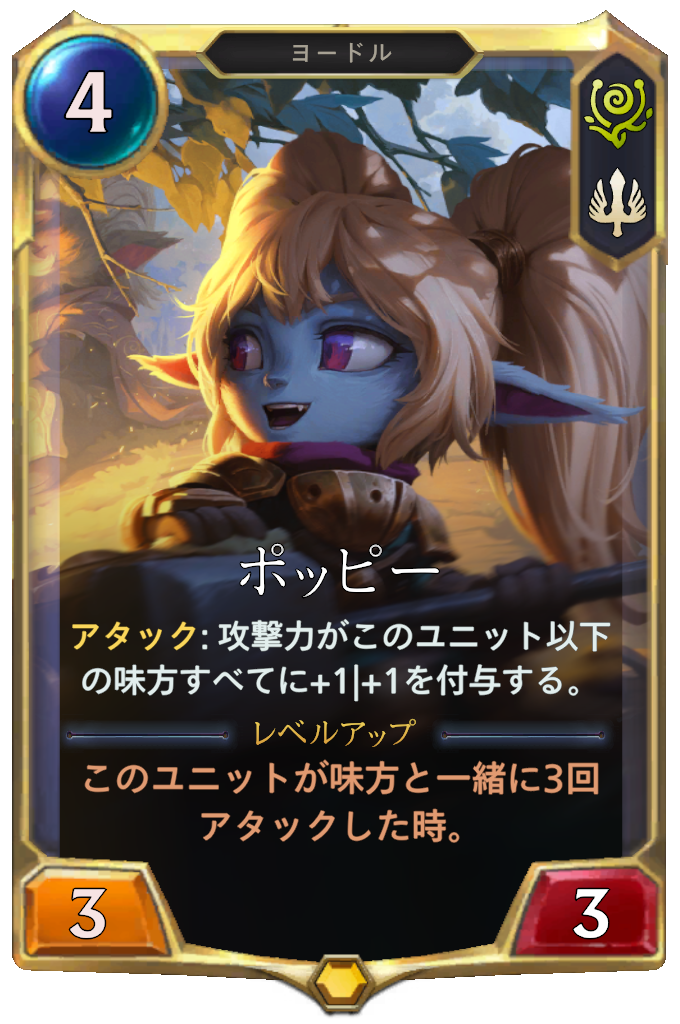 ヨードル
4
ポッピー
アタック: 攻撃力がこのユニット以下
の味方すべてに+1|+1を付与する。
レベルアップ
このユニットが味方と一緒に3回
アタックした時。
3
3